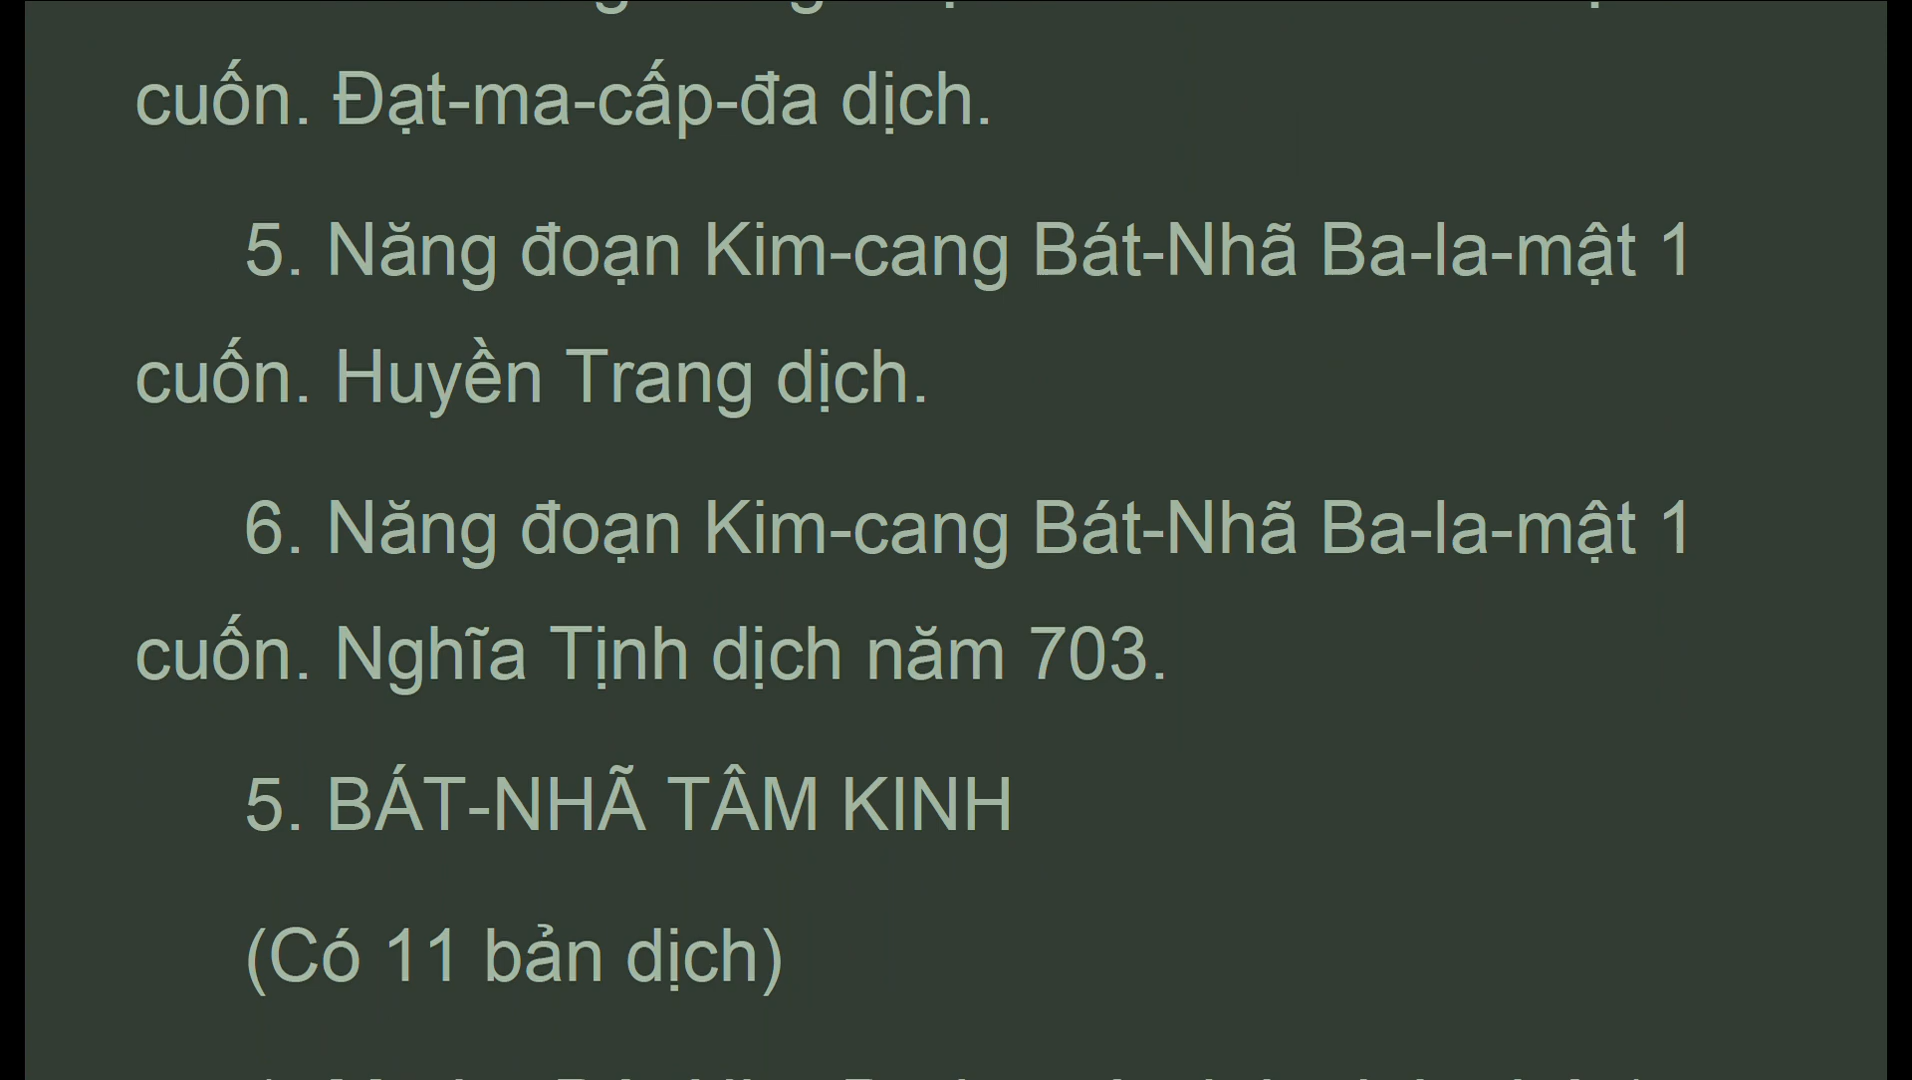 cuốn. Đạt-ma-cấp-đa dịch.
5. Năng đoạn Kim-cang Bát-Nhã Ba-la-mật 1
cuốn. Huyền Trang dịch.
6. Năng đoạn Kim-cang Bát-Nhã Ba-la-mật 1
cuốn. Nghĩa Tịnh dịch năm 703.
5. BÁT-NHÃ TÂM KINH
(Có 11 bản dịch)